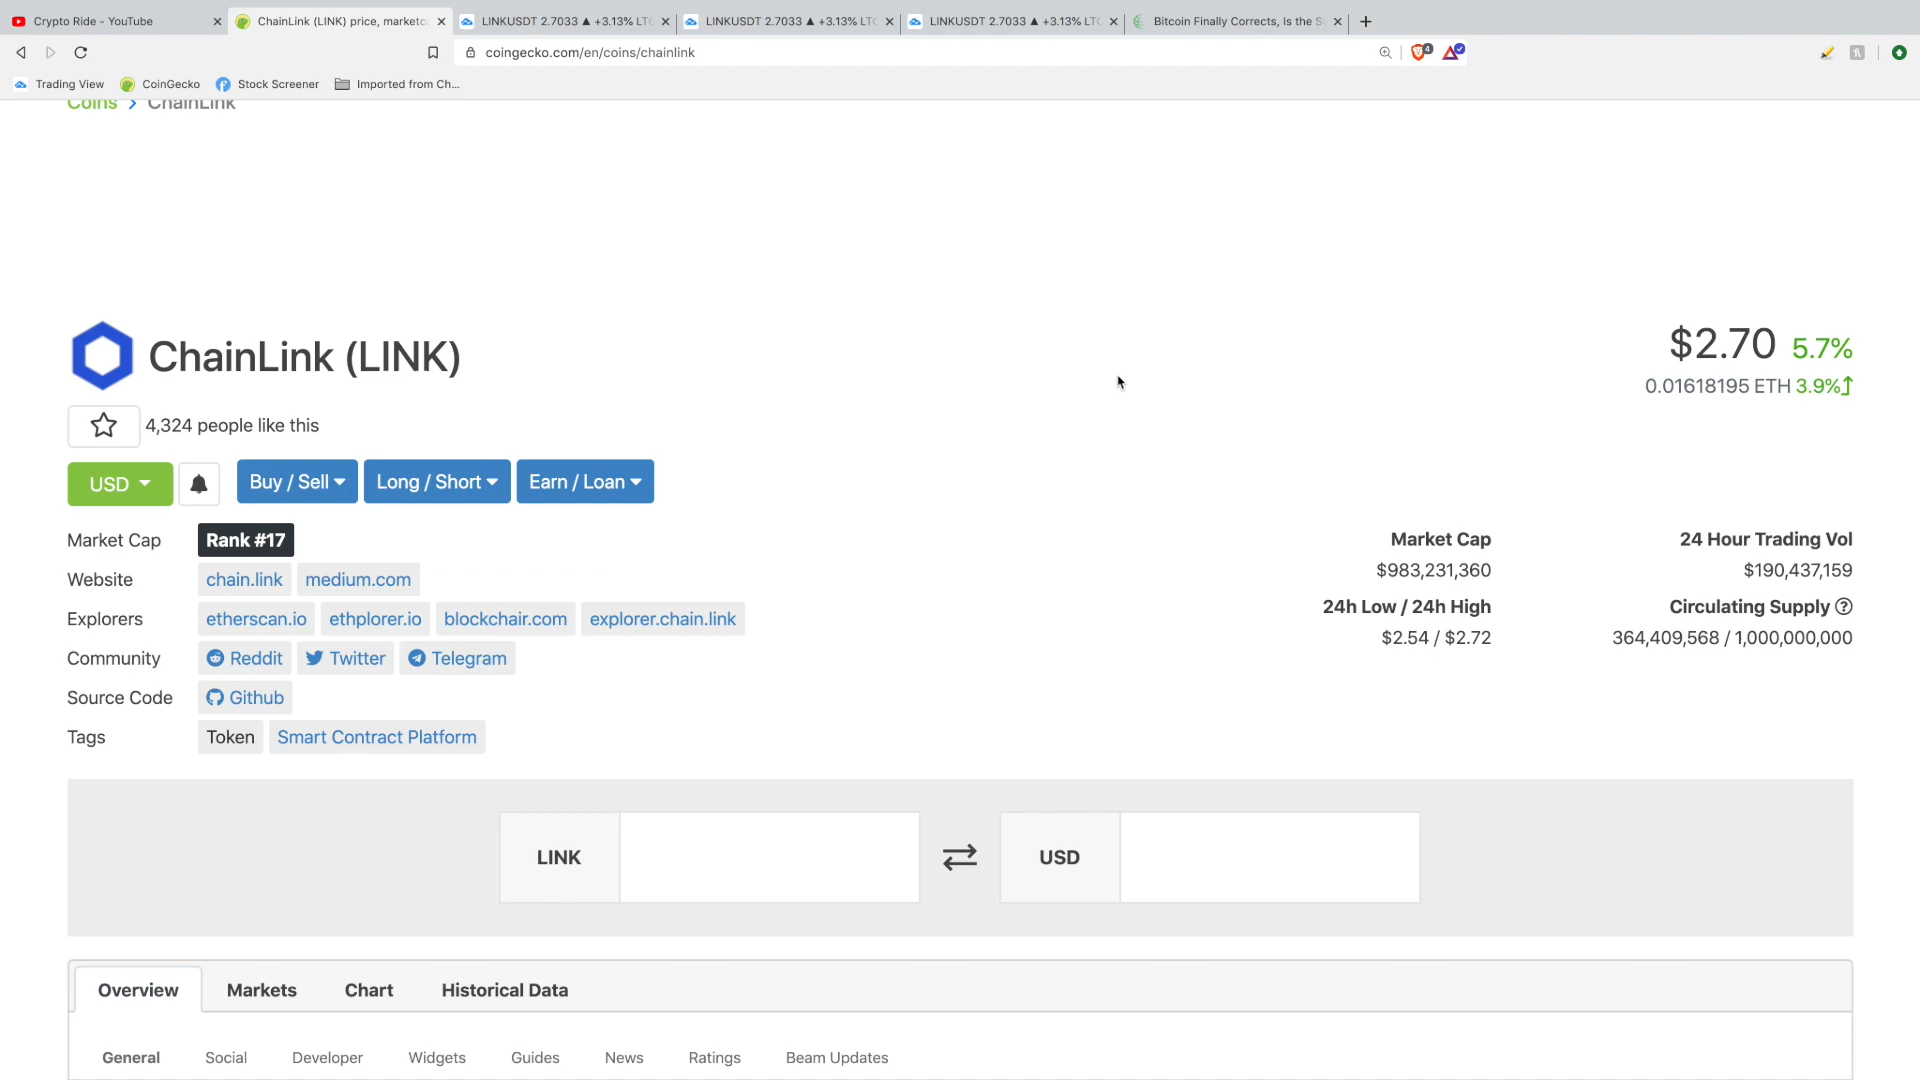 Crypto Ride - YouTube
ChainLink (LINK) price, marketc
LINKUSDT 2.7033 ▲ +3.13% LTC
LINKUSDT 2.7033 ▲ +3.13% LTC
LINKUSDT 2.7033 ▲ +3.13% LTC
Bitcoin Finally Corrects, Is the S
coingecko.com/en/coins/chainlink
4
Trading View
CoinGecko
Stock Screener
Imported from Ch...
Coins > ChainLink
ChainLink (LINK)
$2.70 5.7%
0.01618195 ETH 3.9%
4,324 people like this
USD
Buy / Sell
Long / Short
Earn / Loan
Market Cap Rank #17
Website chain.link medium.com
Explorers etherscan.io ethplorer.io blockchair.com explorer.chain.link
Community Reddit Twitter Telegram
Source Code Github
Tags Token Smart Contract Platform
Market Cap
$983,231,360
24 Hour Trading Vol
$190,437,159
24h Low / 24h High
$2.54 / $2.72
Circulating Supply ?
364,409,568 / 1,000,000,000
LINK
USD
Overview Markets Chart Historical Data
General Social Developer Widgets Guides News Ratings Beam Updates